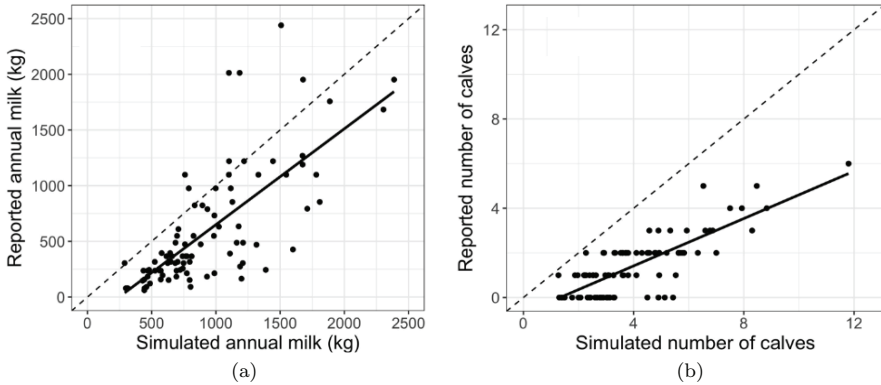 Reported annual milk (kg)
2500
2000
1500
1000
500
0
0 500 1000 1500 2000 2500
Simulated annual milk (kg)
(a)
Reported number of calves
12
8
4
0
0 4 8 12
Simulated number of calves
(b)